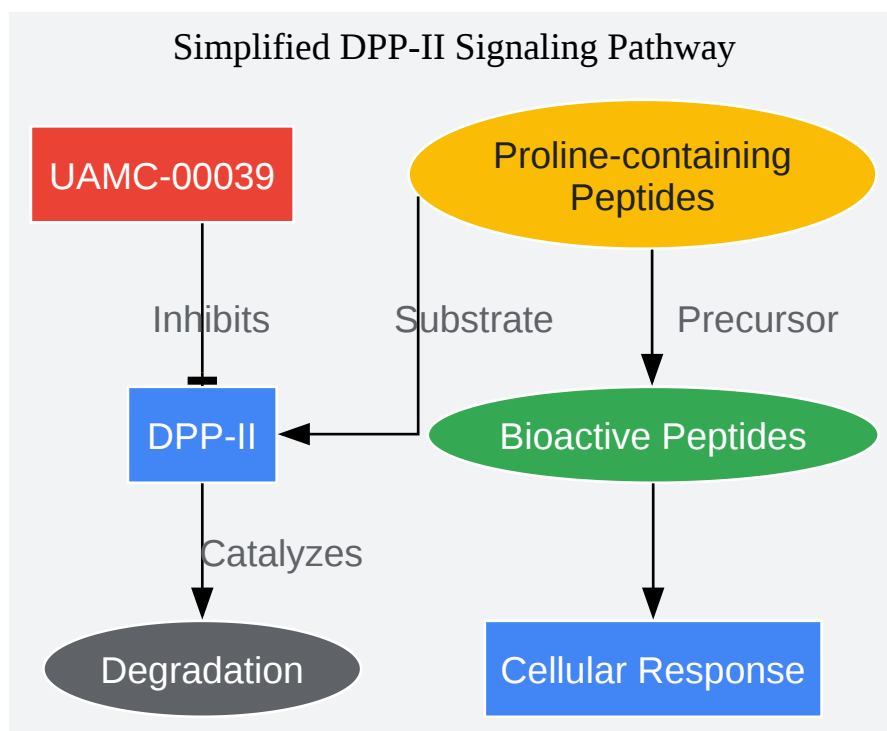 Simplified DPP-II Signaling Pathway
UAMC-00039
Proline-containing
Peptides
Inhibits
Substrate
Precursor
DPP-II
Bioactive Peptides
Catalyzes
Degradation
Cellular Response